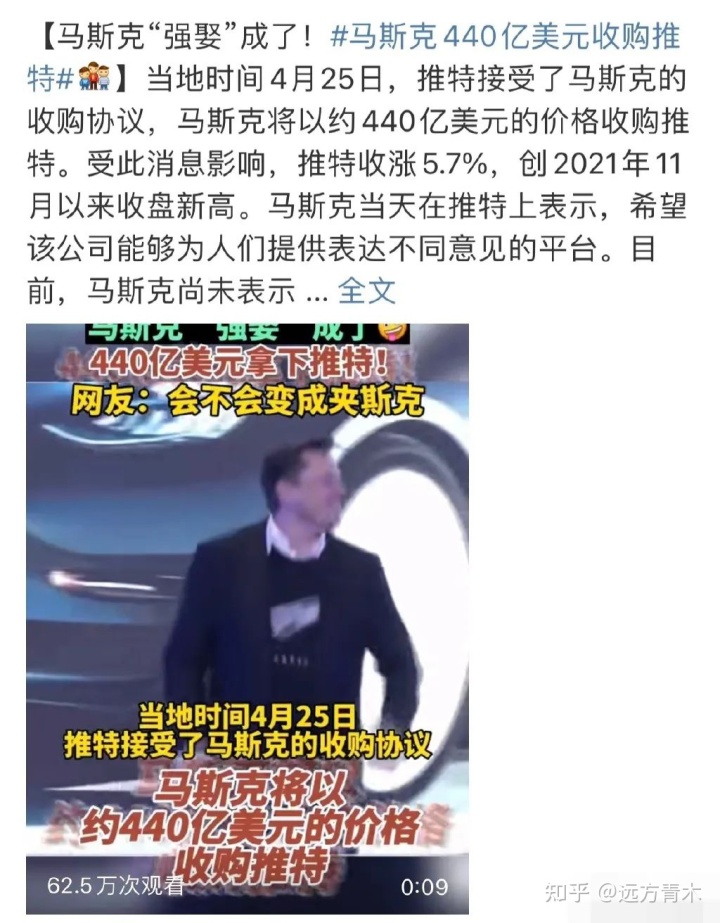 【马斯克“强娶”成了！#马斯克440亿美元收购推
特#】当地时间4月25日，推特接受了马斯克的
收购协议，马斯克将以约440亿美元的价格收购推
特。受此消息影响，推特收涨5.7%，创2021年11
月以来收盘新高。马斯克当天在推特上表示，希望
该公司能够为人们提供表达不同意见的平台。目
前，马斯克尚未表示 ... 全文
马斯克“强娶”成了
440亿美元拿下推特！
网友：会不会变成夹斯克
当地时间4月25日
推特接受了马斯克的收购协议
马斯克将以
约440亿美元的价格
收购推特
62.5万次观看
0:09
知乎 @远方青木